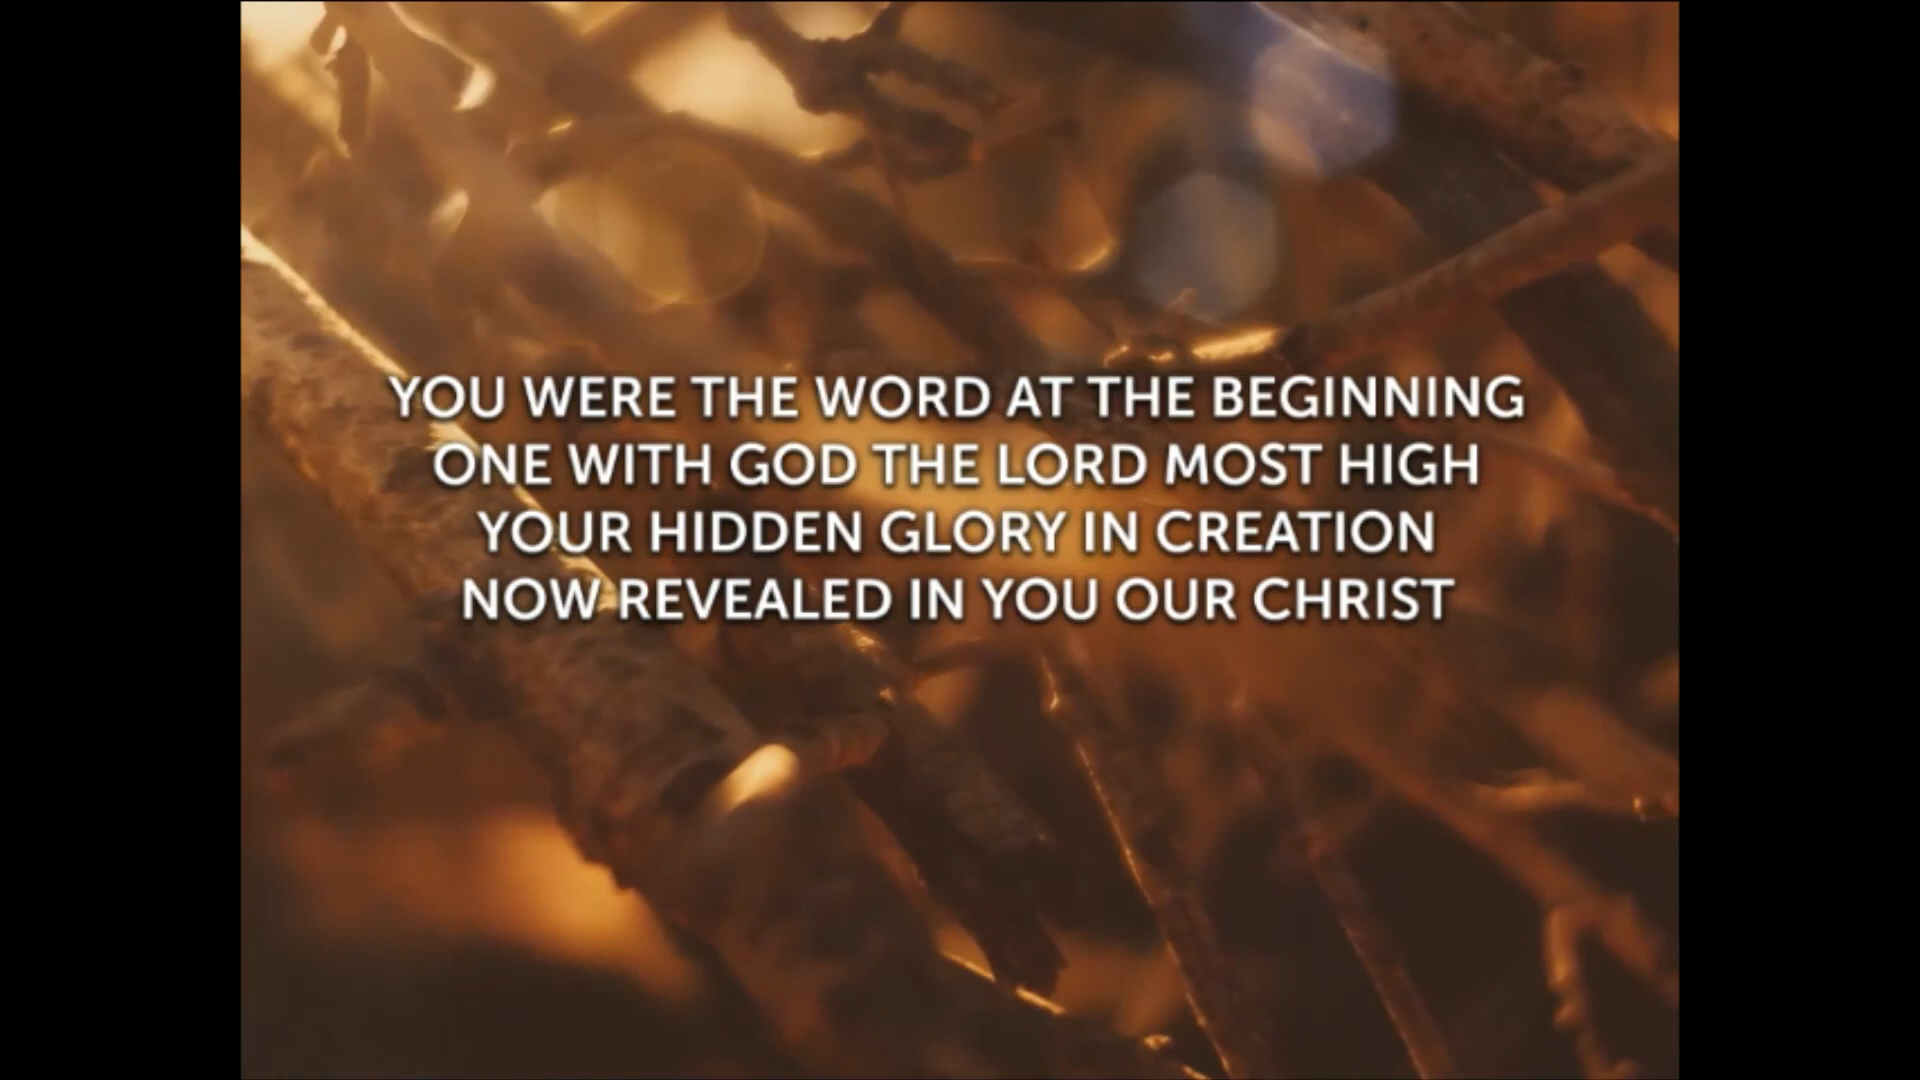 YOU WERE THE WORD AT THE BEGINNING
ONE WITH GOD THE LORD MOST HIGH
YOUR HIDDEN GLORY IN CREATION
NOW REVEALED IN YOU OUR CHRIST